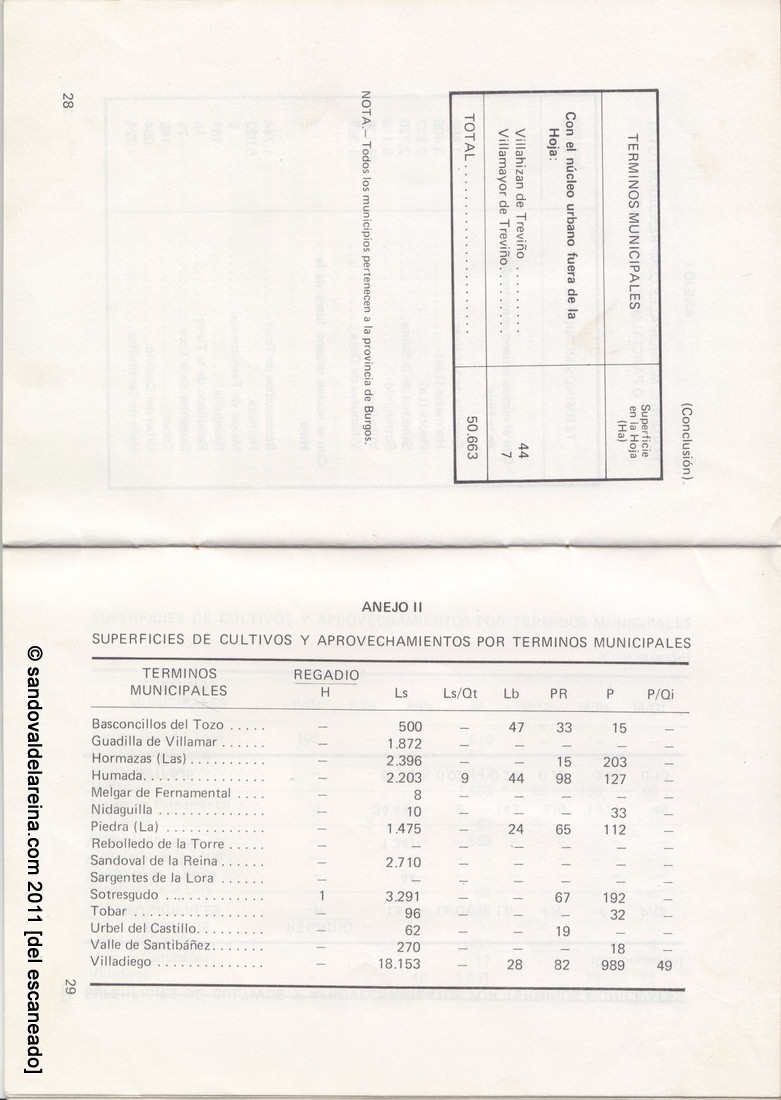 (Conclusión).
TERMINOS MUNICIPALES
Superficie
en la Hoja
(Ha)
Con el núcleo urbano fuera de la
Hoja:
Villahizan de Treviño . . . . . . . . . 44
Villamayor de Treviño. . . . . . . . . 7
TOTAL. . . . . . . . . . . . . . . . . . . . 50.663
NOTA.— Todos los municipios pertenecen a la provincia de Burgos.
28
ANEJO II
SUPERFICIES DE CULTIVOS Y APROVECHAMIENTOS POR TERMINOS MUNICIPALES
TERMINOS REGADIO
MUNICIPALES H Ls Ls/Qt Lb PR P P/Qi
Basconcillos del Tozo . . . . . — 500 — 47 33 15 —
Guadilla de Villamar . . . . . . — 1.872 — — — — —
Hormazas (Las) . . . . . . . . . . — 2.396 — — 15 203 —
Humada. . . . . . . . . . . . . . . — 2.203 9 44 98 127 —
Melgar de Fernamental . . . . — 8 — — — — —
Nidaguilla . . . . . . . . . . . . . . — 10 — — — 33 —
Piedra (La) . . . . . . . . . . . . . — 1.475 — 24 65 112 —
Rebolledo de la Torre . . . . . — — — — — — —
Sandoval de la Reina . . . . . . — 2.710 — — — — —
Sargentes de la Lora . . . . . . — — — — — — —
Sotresgudo . . . . . . . . . . . . . 1 3.291 — — 67 192 —
Tobar . . . . . . . . . . . . . . . . — 96 — — — 32 —
Urbel del Castillo. . . . . . . . . — 62 — — 19 — —
Valle de Santibáñez. . . . . . . — 270 — — — 18 —
Villadiego . . . . . . . . . . . . . . — 18.153 — 28 82 989 49
29
© sandovaldelareina.com 2011 [del escaneado]